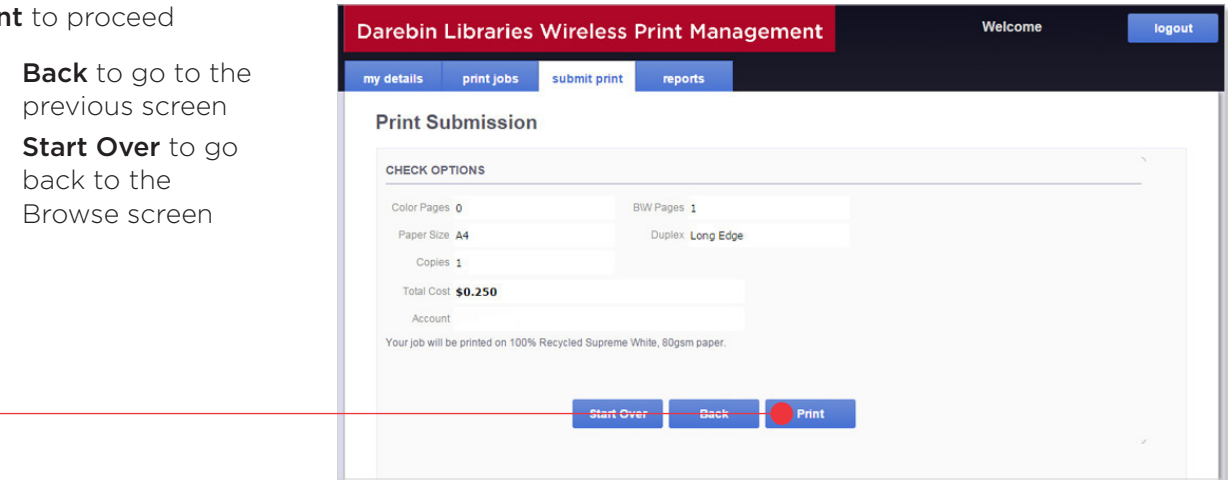 nt to proceed
Back to go to the
previous screen
Start Over to go
back to the
Browse screen
Darebin Libraries Wireless Print Management
Welcome
logout
my details print jobs submit print reports
Print Submission
CHECK OPTIONS
Color Pages 0 BW Pages 1
Paper Size A4 Duplex Long Edge
Copies 1
Total Cost $0.250
Account
Your job will be printed on 100% Recycled Supreme White, 80gsm paper.
Start Over Back Print